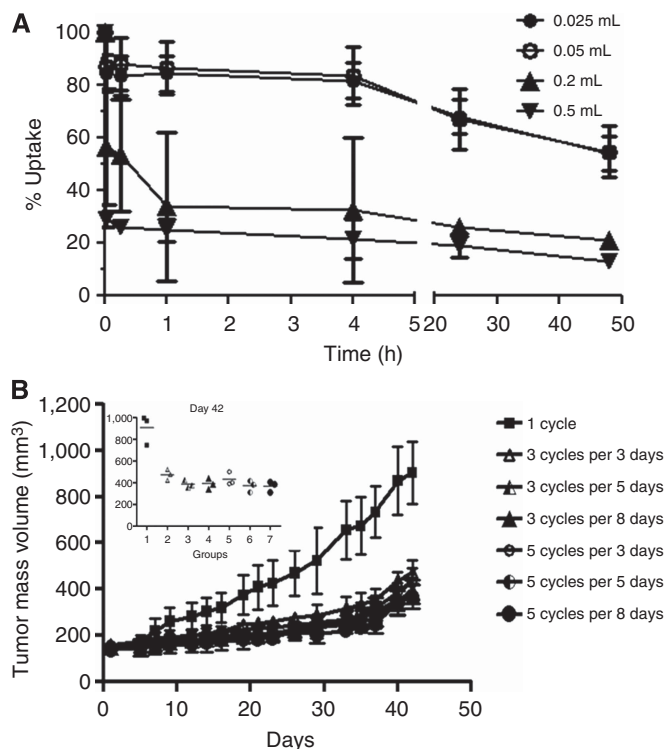 A
100
80
60
40
20
0
% Uptake
0 1 2 3 4 5 20 30 40 50
Time (h)
0.025 mL
0.05 mL
0.2 mL
0.5 mL
B
1,200
1,000
800
600
400
200
0
Tumor mass volume (mm³)
0 10 20 30 40 50
Days
Day 42
1,000
800
600
400
200
0
1 2 3 4 5 6 7
Groups
1 cycle
3 cycles per 3 days
3 cycles per 5 days
3 cycles per 8 days
5 cycles per 3 days
5 cycles per 5 days
5 cycles per 8 days